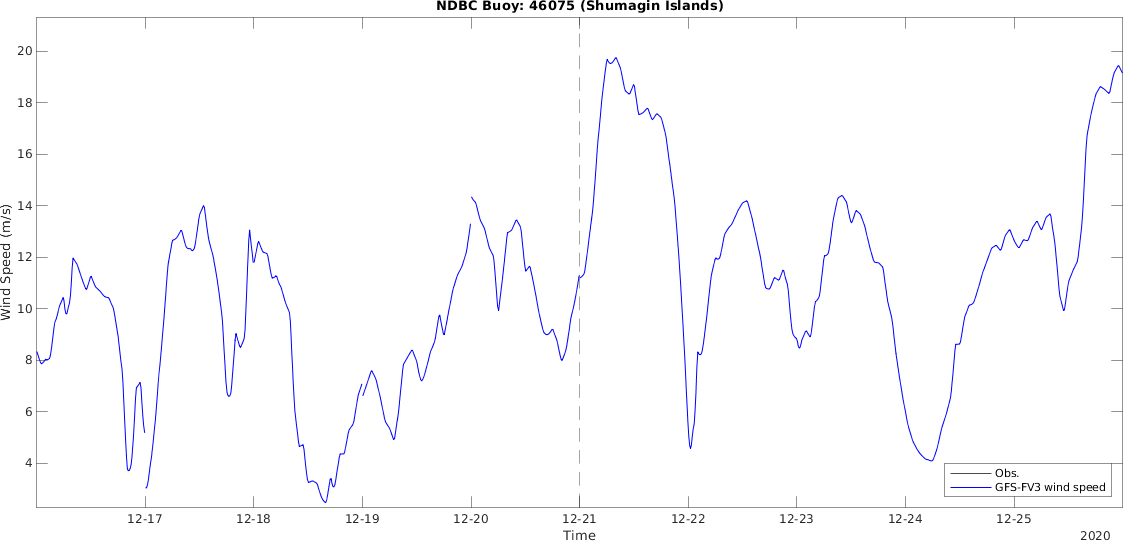 NDBC Buoy: 46075 (Shumagin Islands)
20
18
16
14
12
10
8
6
4
Wind Speed (m/s)
12-17 12-18 12-19 12-20 12-21 12-22 12-23 12-24 12-25
Time
2020
Obs.
GFS-FV3 wind speed